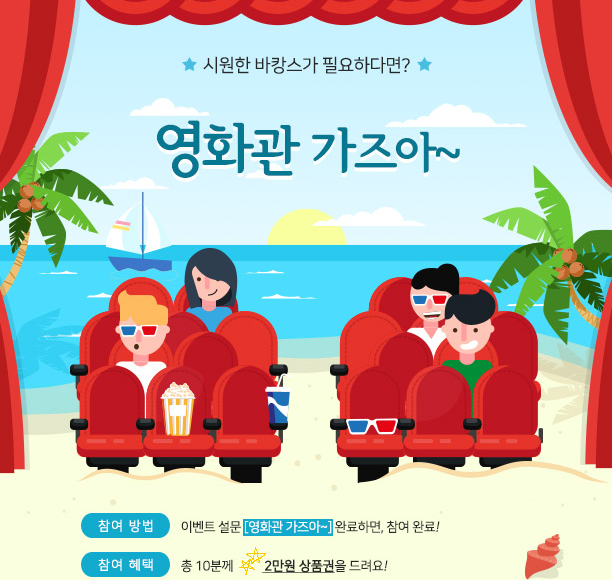 시원한 바캉스가 필요하다면?
영화관 가즈아~
참여 방법 이벤트 설문 [영화관 가즈아~] 완료하면, 참여 완료!
참여 혜택 총 10분께 2만원 상품권을 드려요!